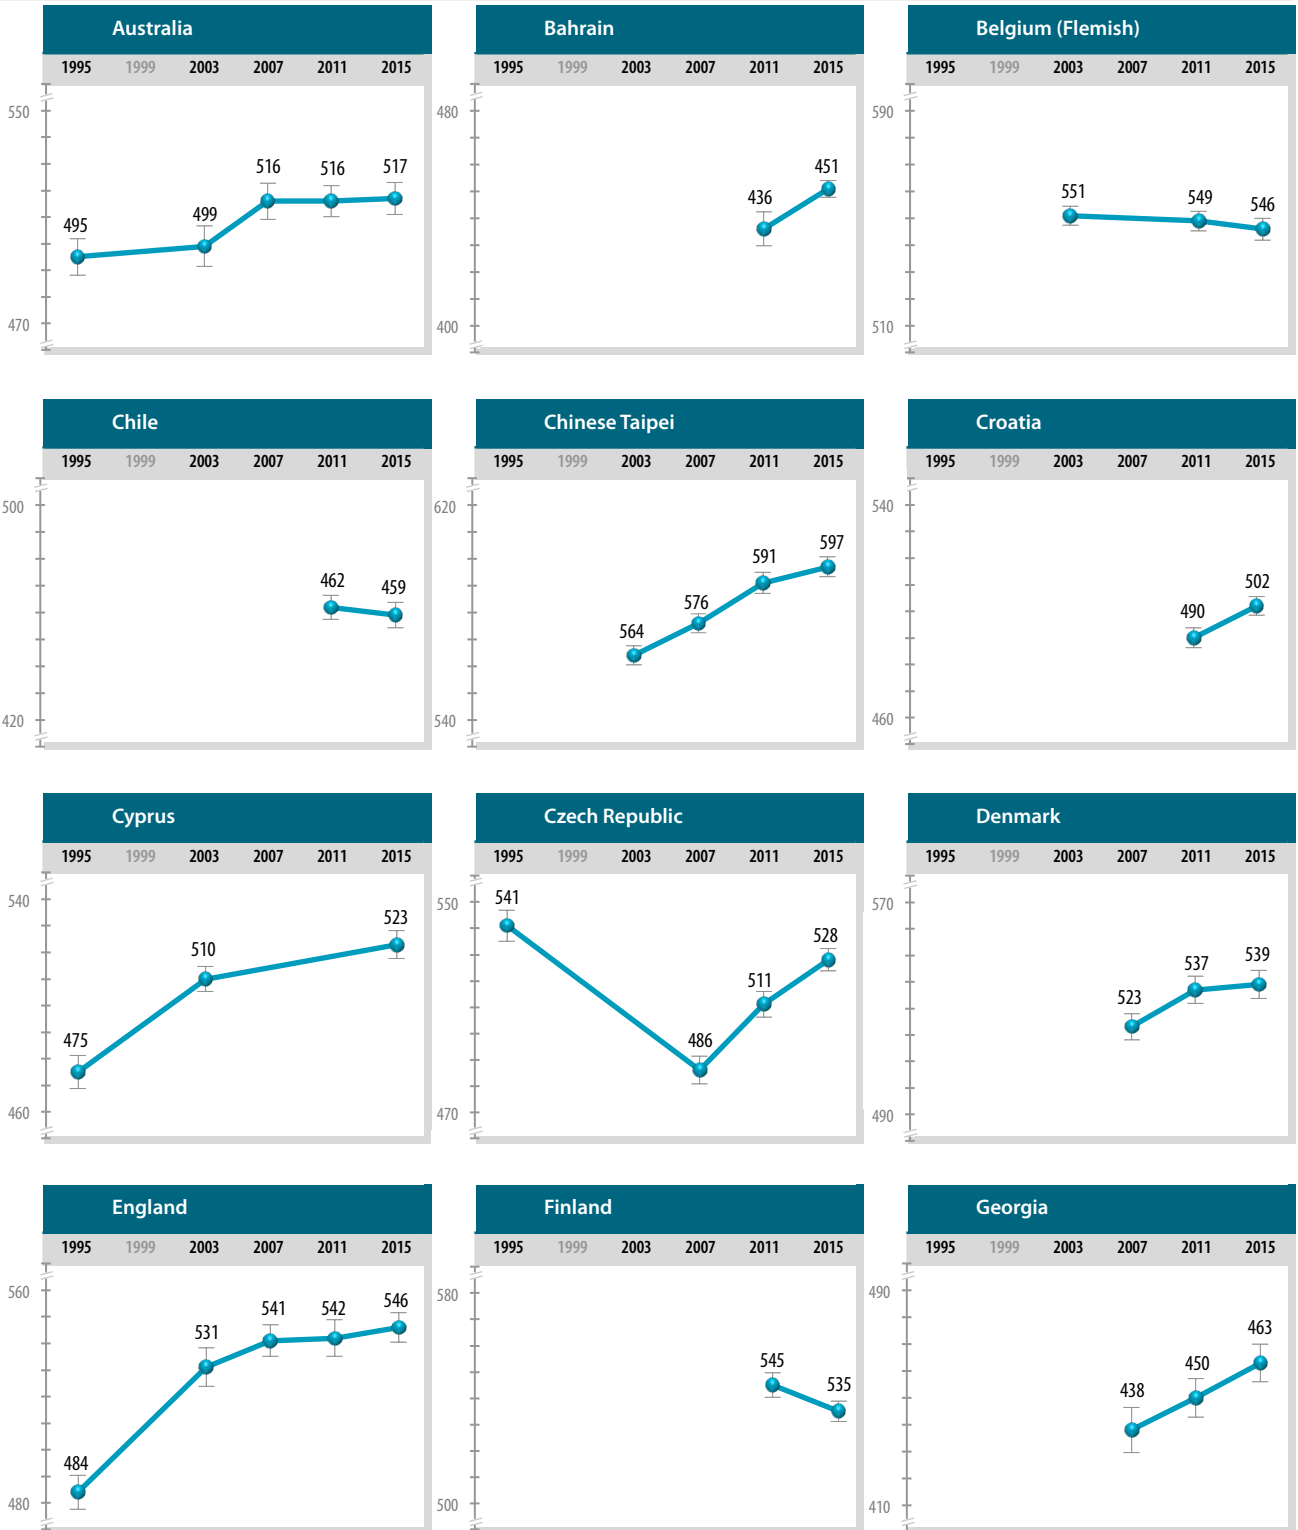 Australia Bahrain Belgium (Flemish)
1995 1999 2003 2007 2011 2015 1995 1999 2003 2007 2011 2015 1995 1999 2003 2007 2011 2015
550 480 590
495 499 516 516 517 436 451 551 549 546
470 400 510
Chile Chinese Taipei Croatia
1995 1999 2003 2007 2011 2015 1995 1999 2003 2007 2011 2015 1995 1999 2003 2007 2011 2015
500 620 540
462 459 564 576 591 597 490 502
420 540 460
Cyprus Czech Republic Denmark
1995 1999 2003 2007 2011 2015 1995 1999 2003 2007 2011 2015 1995 1999 2003 2007 2011 2015
540 550 570
475 510 523 541 486 511 528 523 537 539
460 470 490
England Finland Georgia
1995 1999 2003 2007 2011 2015 1995 1999 2003 2007 2011 2015 1995 1999 2003 2007 2011 2015
560 580 490
484 531 541 542 546 545 535 438 450 463
480 500 410